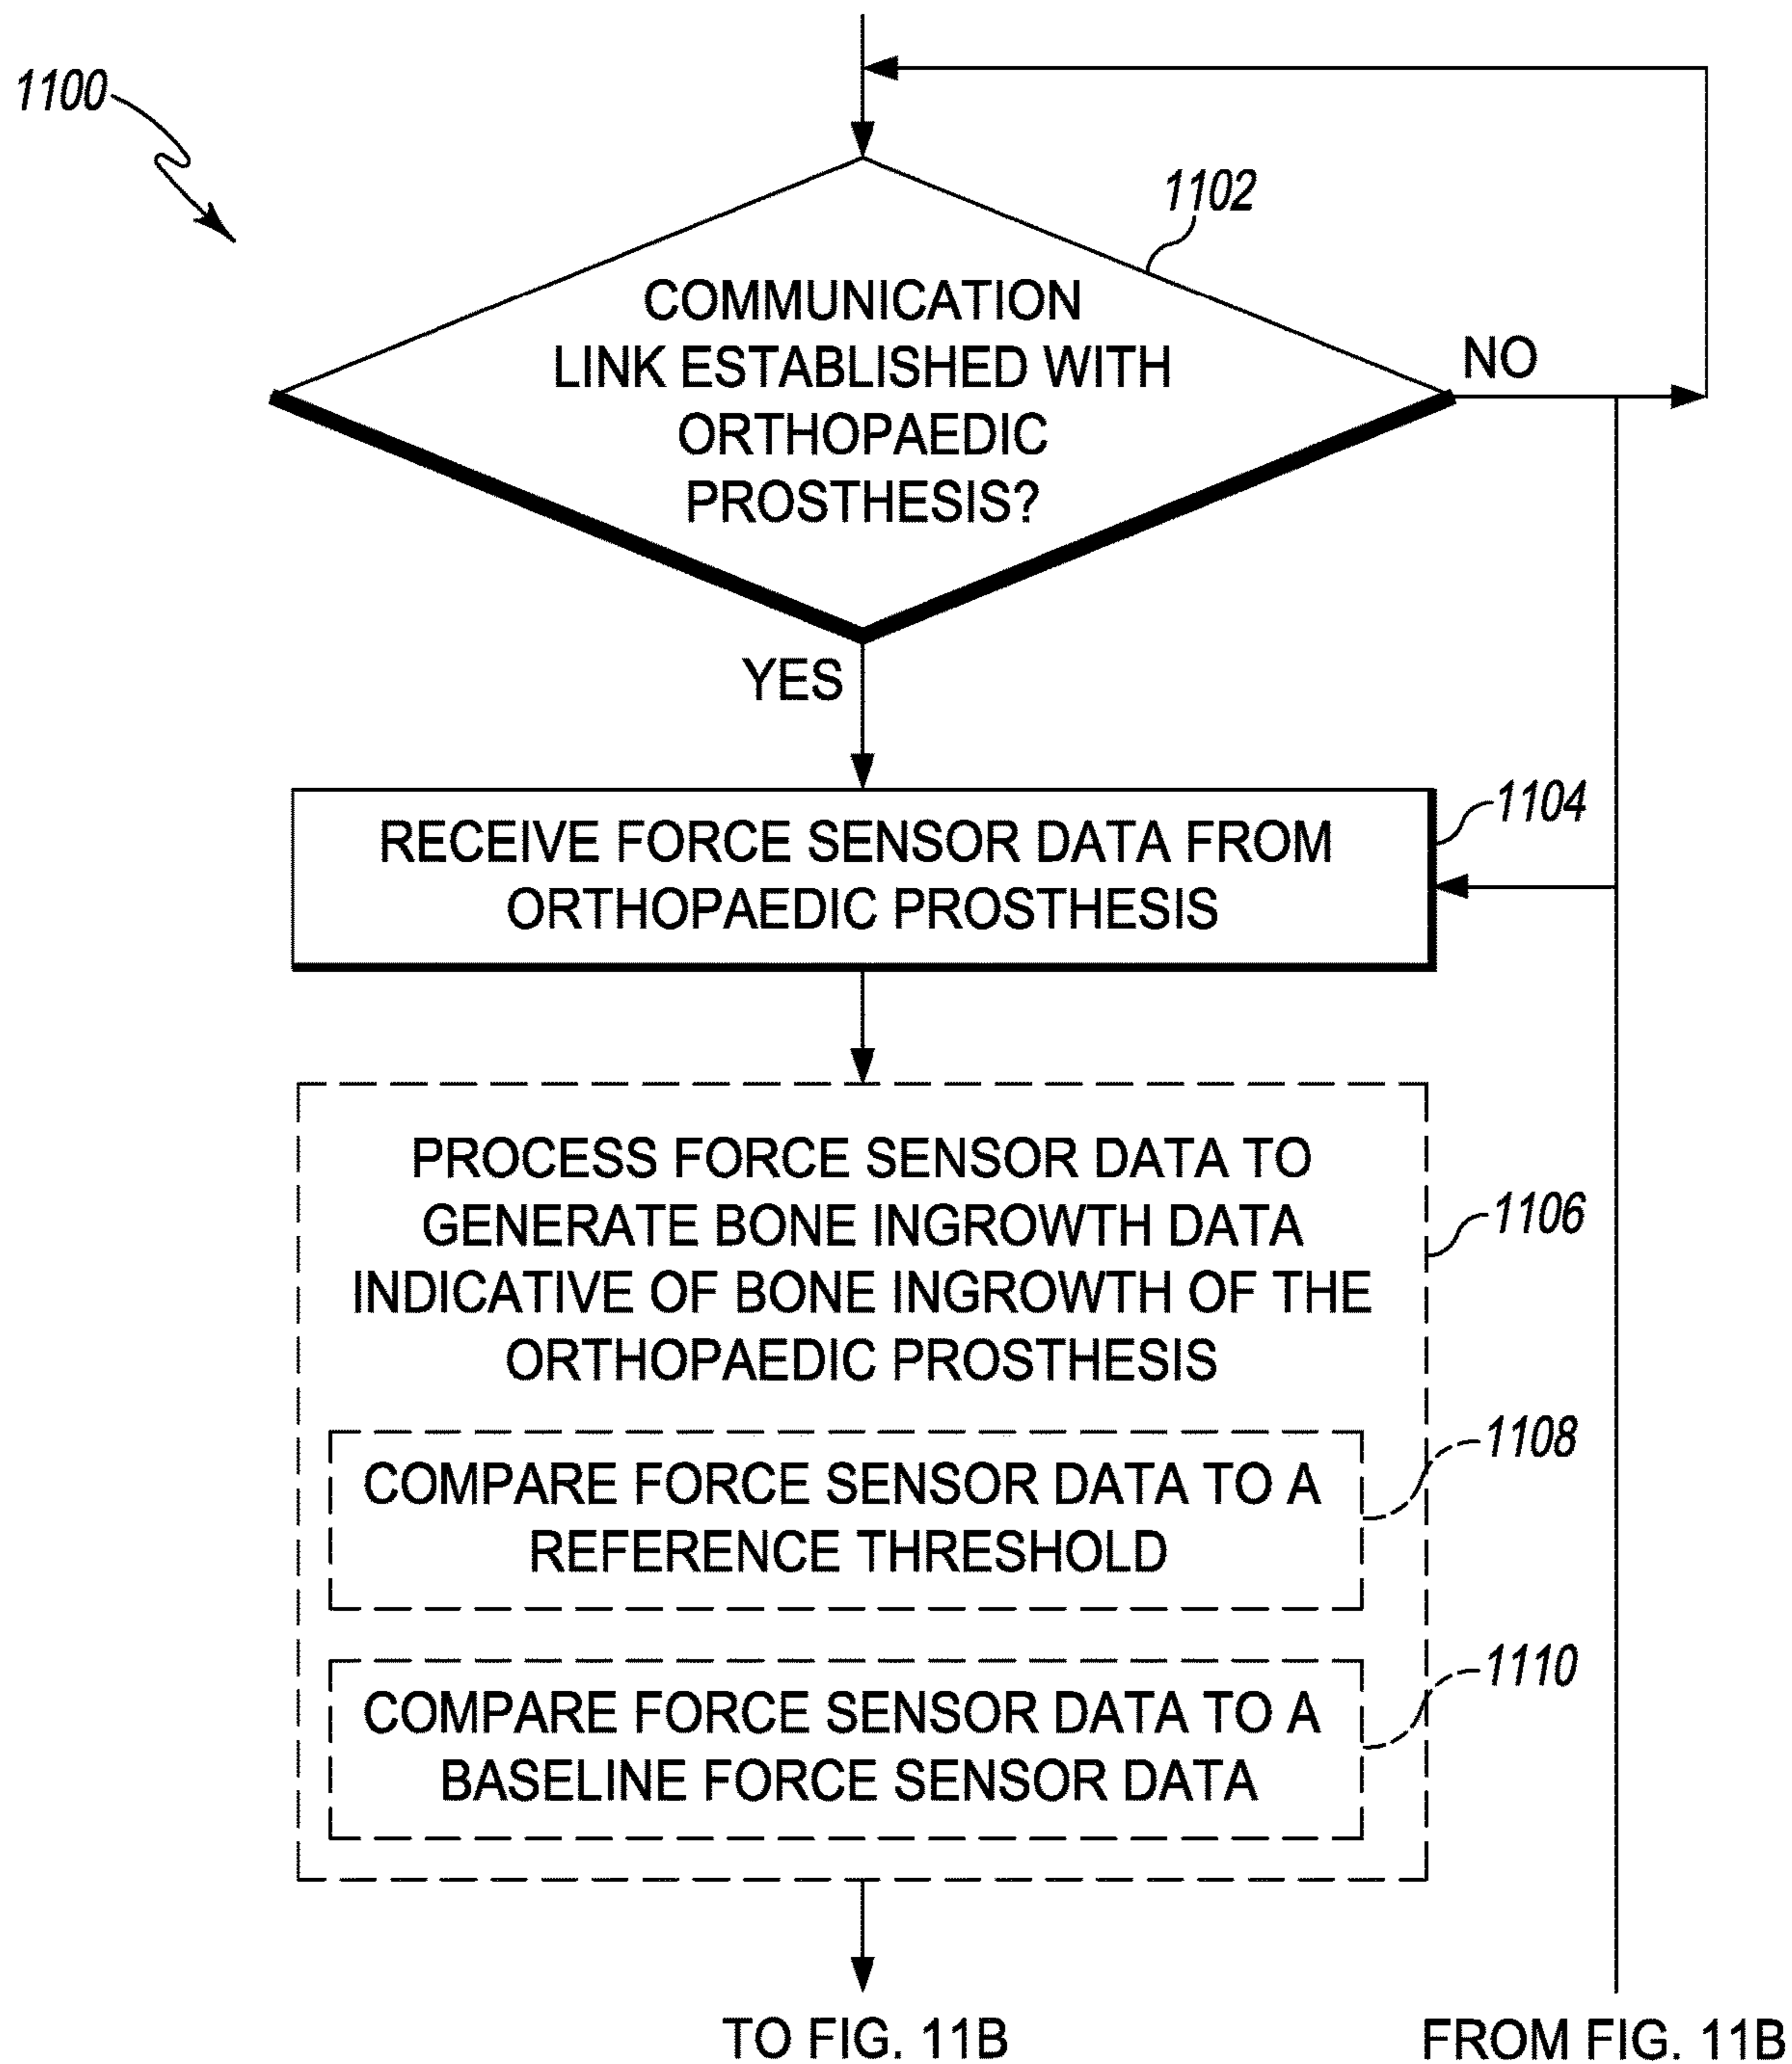 1100
1102
COMMUNICATION
LINK ESTABLISHED WITH
ORTHOPAEDIC
PROSTHESIS?
NO
YES
1104
RECEIVE FORCE SENSOR DATA FROM
ORTHOPAEDIC PROSTHESIS
PROCESS FORCE SENSOR DATA TO
GENERATE BONE INGROWTH DATA
INDICATIVE OF BONE INGROWTH OF THE
ORTHOPAEDIC PROSTHESIS
1106
COMPARE FORCE SENSOR DATA TO A
REFERENCE THRESHOLD
1108
COMPARE FORCE SENSOR DATA TO A
BASELINE FORCE SENSOR DATA
1110
TO FIG. 11B
FROM FIG. 11B